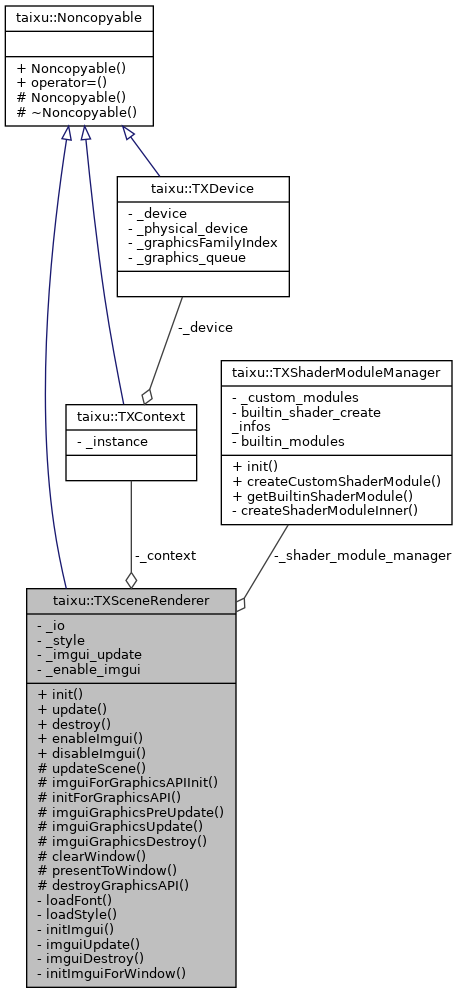 taixu::Noncopyable
+ Noncopyable()
+ operator=()
# Noncopyable()
# ~Noncopyable()
taixu::TXDevice
- _device
- _physical_device
- _graphicsFamilyIndex
- _graphics_queue
-_device
taixu::TXShaderModuleManager
- _custom_modules
- builtin_shader_create
_infos
- builtin_modules
+ init()
+ createCustomShaderModule()
+ getBuiltinShaderModule()
- createShaderModuleInner()
taixu::TXContext
- _instance
-_context
-_shader_module_manager
taixu::TXSceneRenderer
- _io
- _style
- _imgui_update
- _enable_imgui
+ init()
+ update()
+ destroy()
+ enableImgui()
+ disableImgui()
# updateScene()
# imguiForGraphicsAPIInit()
# initForGraphicsAPI()
# imguiGraphicsPreUpdate()
# imguiGraphicsUpdate()
# imguiGraphicsDestroy()
# clearWindow()
# presentToWindow()
# destroyGraphicsAPI()
- loadFont()
- loadStyle()
- initImgui()
- imguiUpdate()
- imguiDestroy()
- initImguiForWindow()